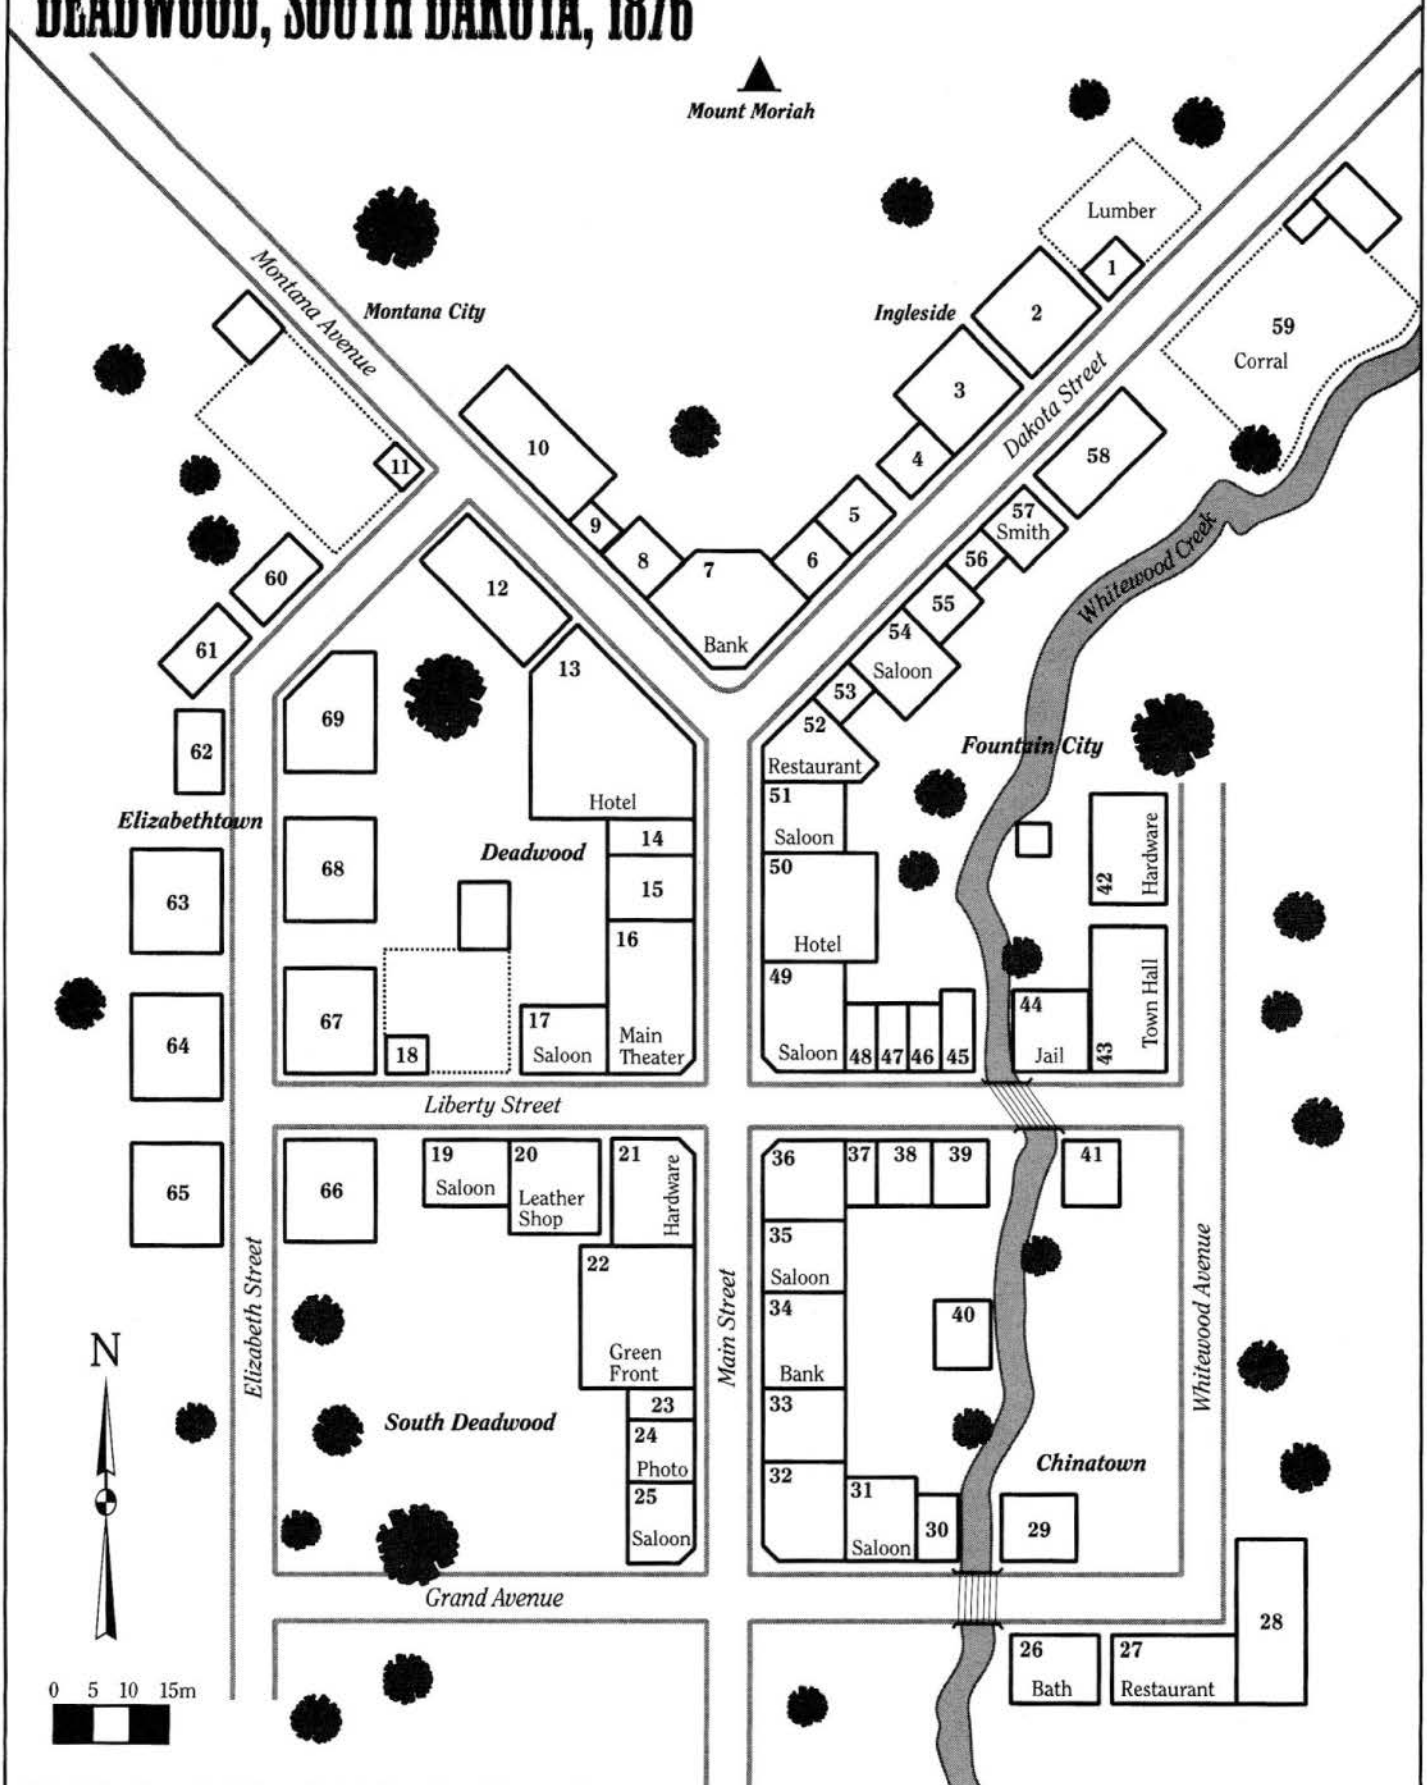 DEADWOOD, SOUTH DAKOTA, 1876
Mount Moriah
Lumber
1
Montana Avenue
Montana City
Ingleside
2
59
Corral
3
Dakota Street
10
4
58
11
5
57
Smith
9
8
7
6
56
60
12
55
Whitewood Creek
61
13
Bank
54
Saloon
53
69
52
62
Fountain City
Restaurant
51
Elizabethtown
Hotel
Saloon
14
Deadwood
50
42
Hardware
68
15
63
16
Hotel
49
17
44
Town Hall
67
Main
Theater
64
18
Saloon
Saloon
48
47
46
45
Jail
43
Liberty Street
19
20
21
36
37
38
39
41
Saloon
Leather
Shop
Hardware
65
66
35
22
Saloon
34
40
Elizabeth Street
Main Street
Whitewood Avenue
N
Green
Front
Bank
23
33
South Deadwood
24
Photo
Chinatown
32
25
31
Saloon
30
29
Saloon
Grand Avenue
28
26
27
Bath
Restaurant
0 5 10 15m